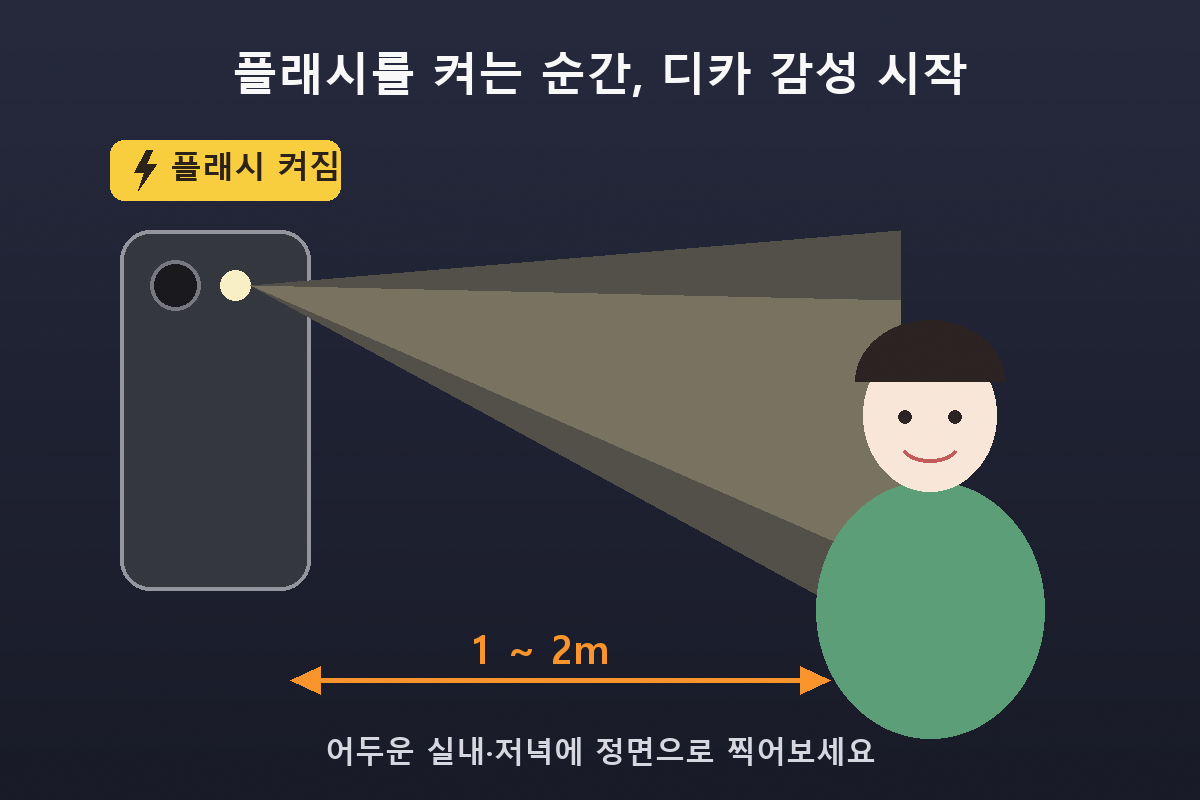 플래시를 켜는 순간, 디카 감성 시작
플래시 켜짐
1 ~ 2m
어두운 실내·저녁에 정면으로 찍어보세요